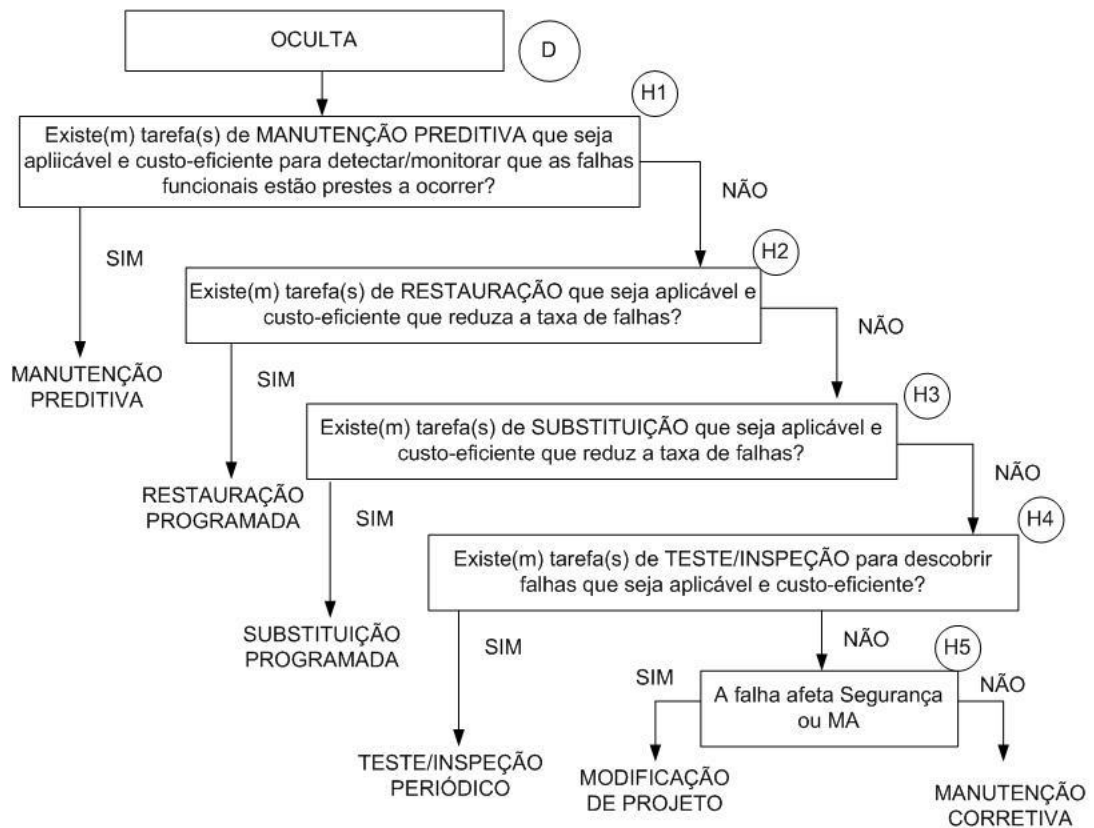 OCULTA
D
H1
Existe(m) tarefa(s) de MANUTENÇÃO PREDITIVA que seja
apliicável e custo-eficiente para detectar/monitorar que as falhas
funcionais estão prestes a ocorrer?
NÃO
SIM
H2
Existe(m) tarefa(s) de RESTAURAÇÃO que seja aplicável e
custo-eficiente que reduza a taxa de falhas?
NÃO
MANUTENÇÃO
PREDITIVA
SIM
H3
Existe(m) tarefa(s) de SUBSTITUIÇÃO que seja aplicável e
custo-eficiente que reduz a taxa de falhas?
NÃO
RESTAURAÇÃO
PROGRAMADA
SIM
H4
Existe(m) tarefa(s) de TESTE/INSPEÇÃO para descobrir
falhas que seja aplicável e custo-eficiente?
SUBSTITUIÇÃO
PROGRAMADA
SIM
NÃO
H5
SIM
A falha afeta Segurança
ou MA
NÃO
TESTE/INSPEÇÃO
PERIÓDICO
MODIFICAÇÃO
DE PROJETO
MANUTENÇÃO
CORRETIVA